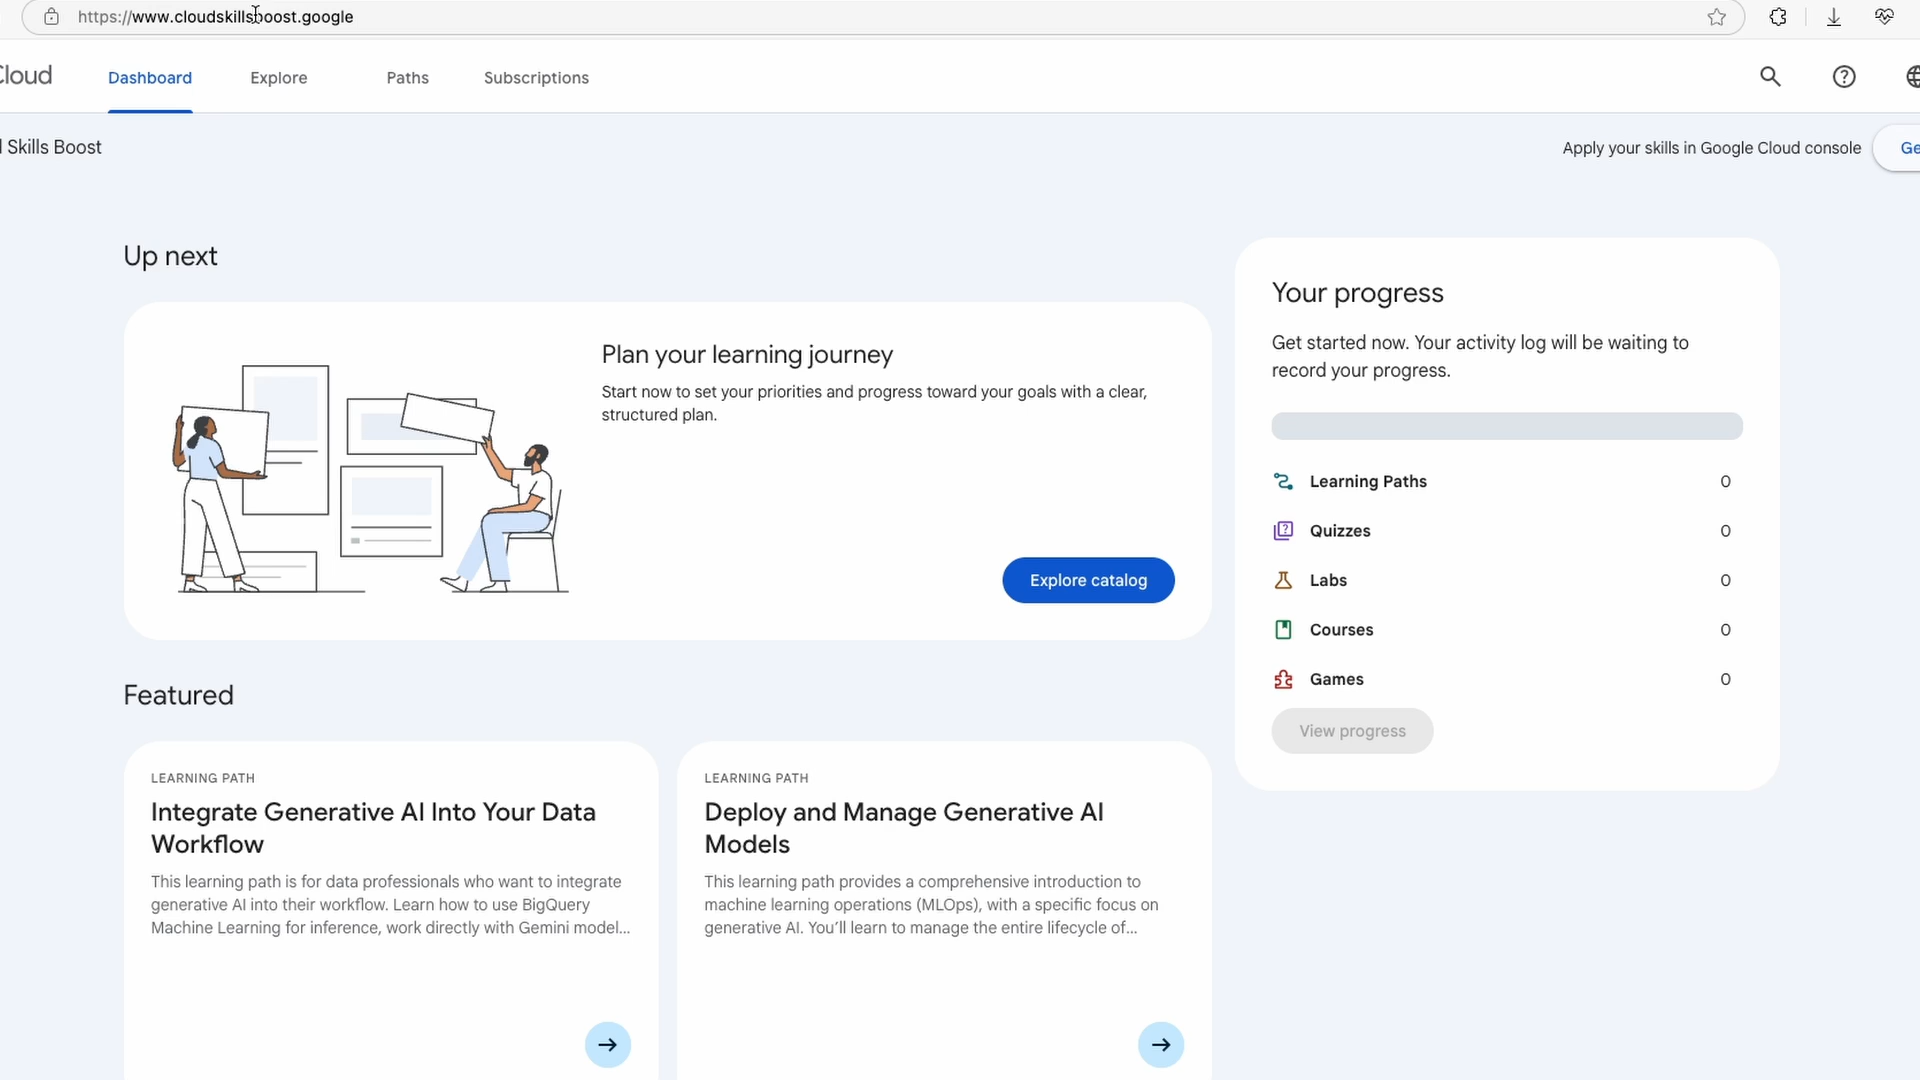 https://www.cloudskillsboost.google
Cloud
Dashboard
Explore
Paths
Subscriptions
Skills Boost
Apply your skills in Google Cloud console
Ge
Up next
Plan your learning journey
Start now to set your priorities and progress toward your goals with a clear,
structured plan.
Explore catalog
Your progress
Get started now. Your activity log will be waiting to
record your progress.
Learning Paths 0
Quizzes 0
Labs 0
Courses 0
Games 0
View progress
Featured
LEARNING PATH
Integrate Generative AI Into Your Data
Workflow
This learning path is for data professionals who want to integrate
generative AI into their workflow. Learn how to use BigQuery
Machine Learning for inference, work directly with Gemini model...
LEARNING PATH
Deploy and Manage Generative AI
Models
This learning path provides a comprehensive introduction to
machine learning operations (MLOps), with a specific focus on
generative AI. You'll learn to manage the entire lifecycle of...